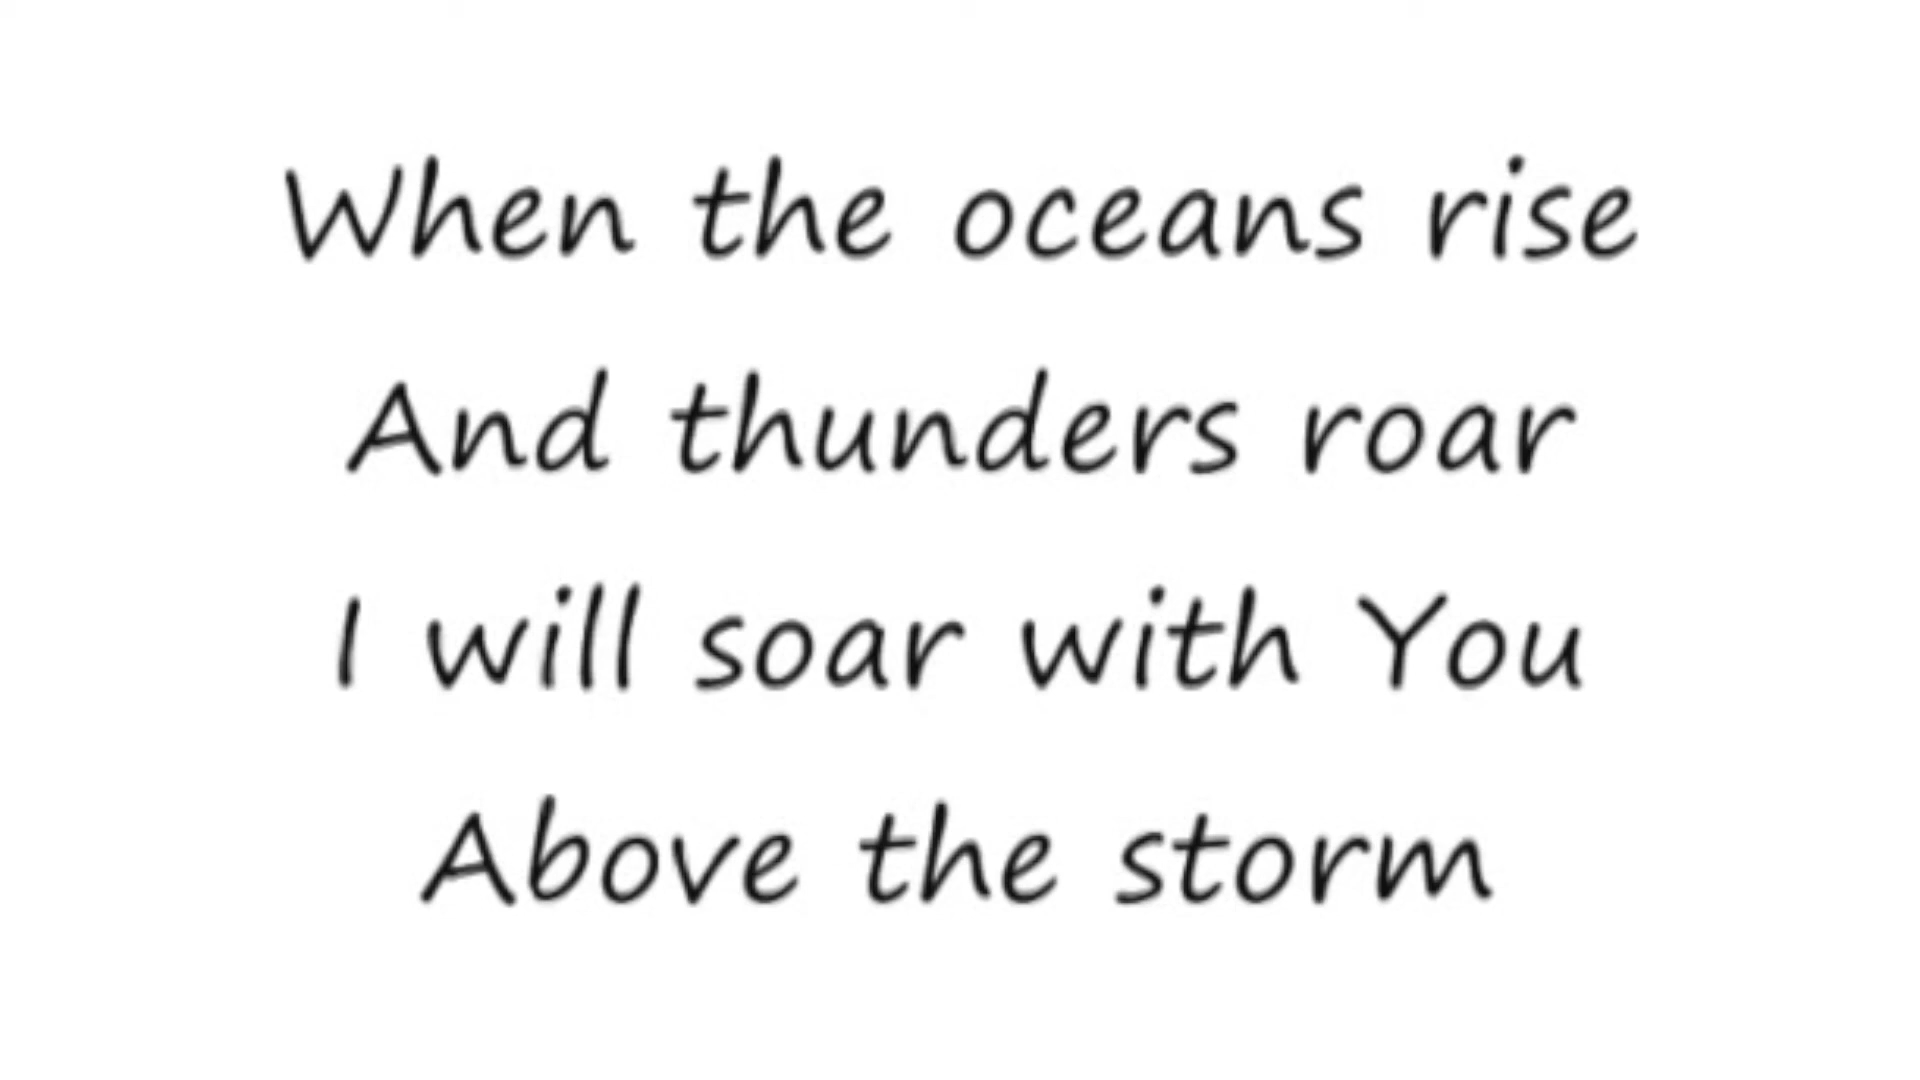 When the oceans rise
And thunders roar
I will soar with You
Above the storm